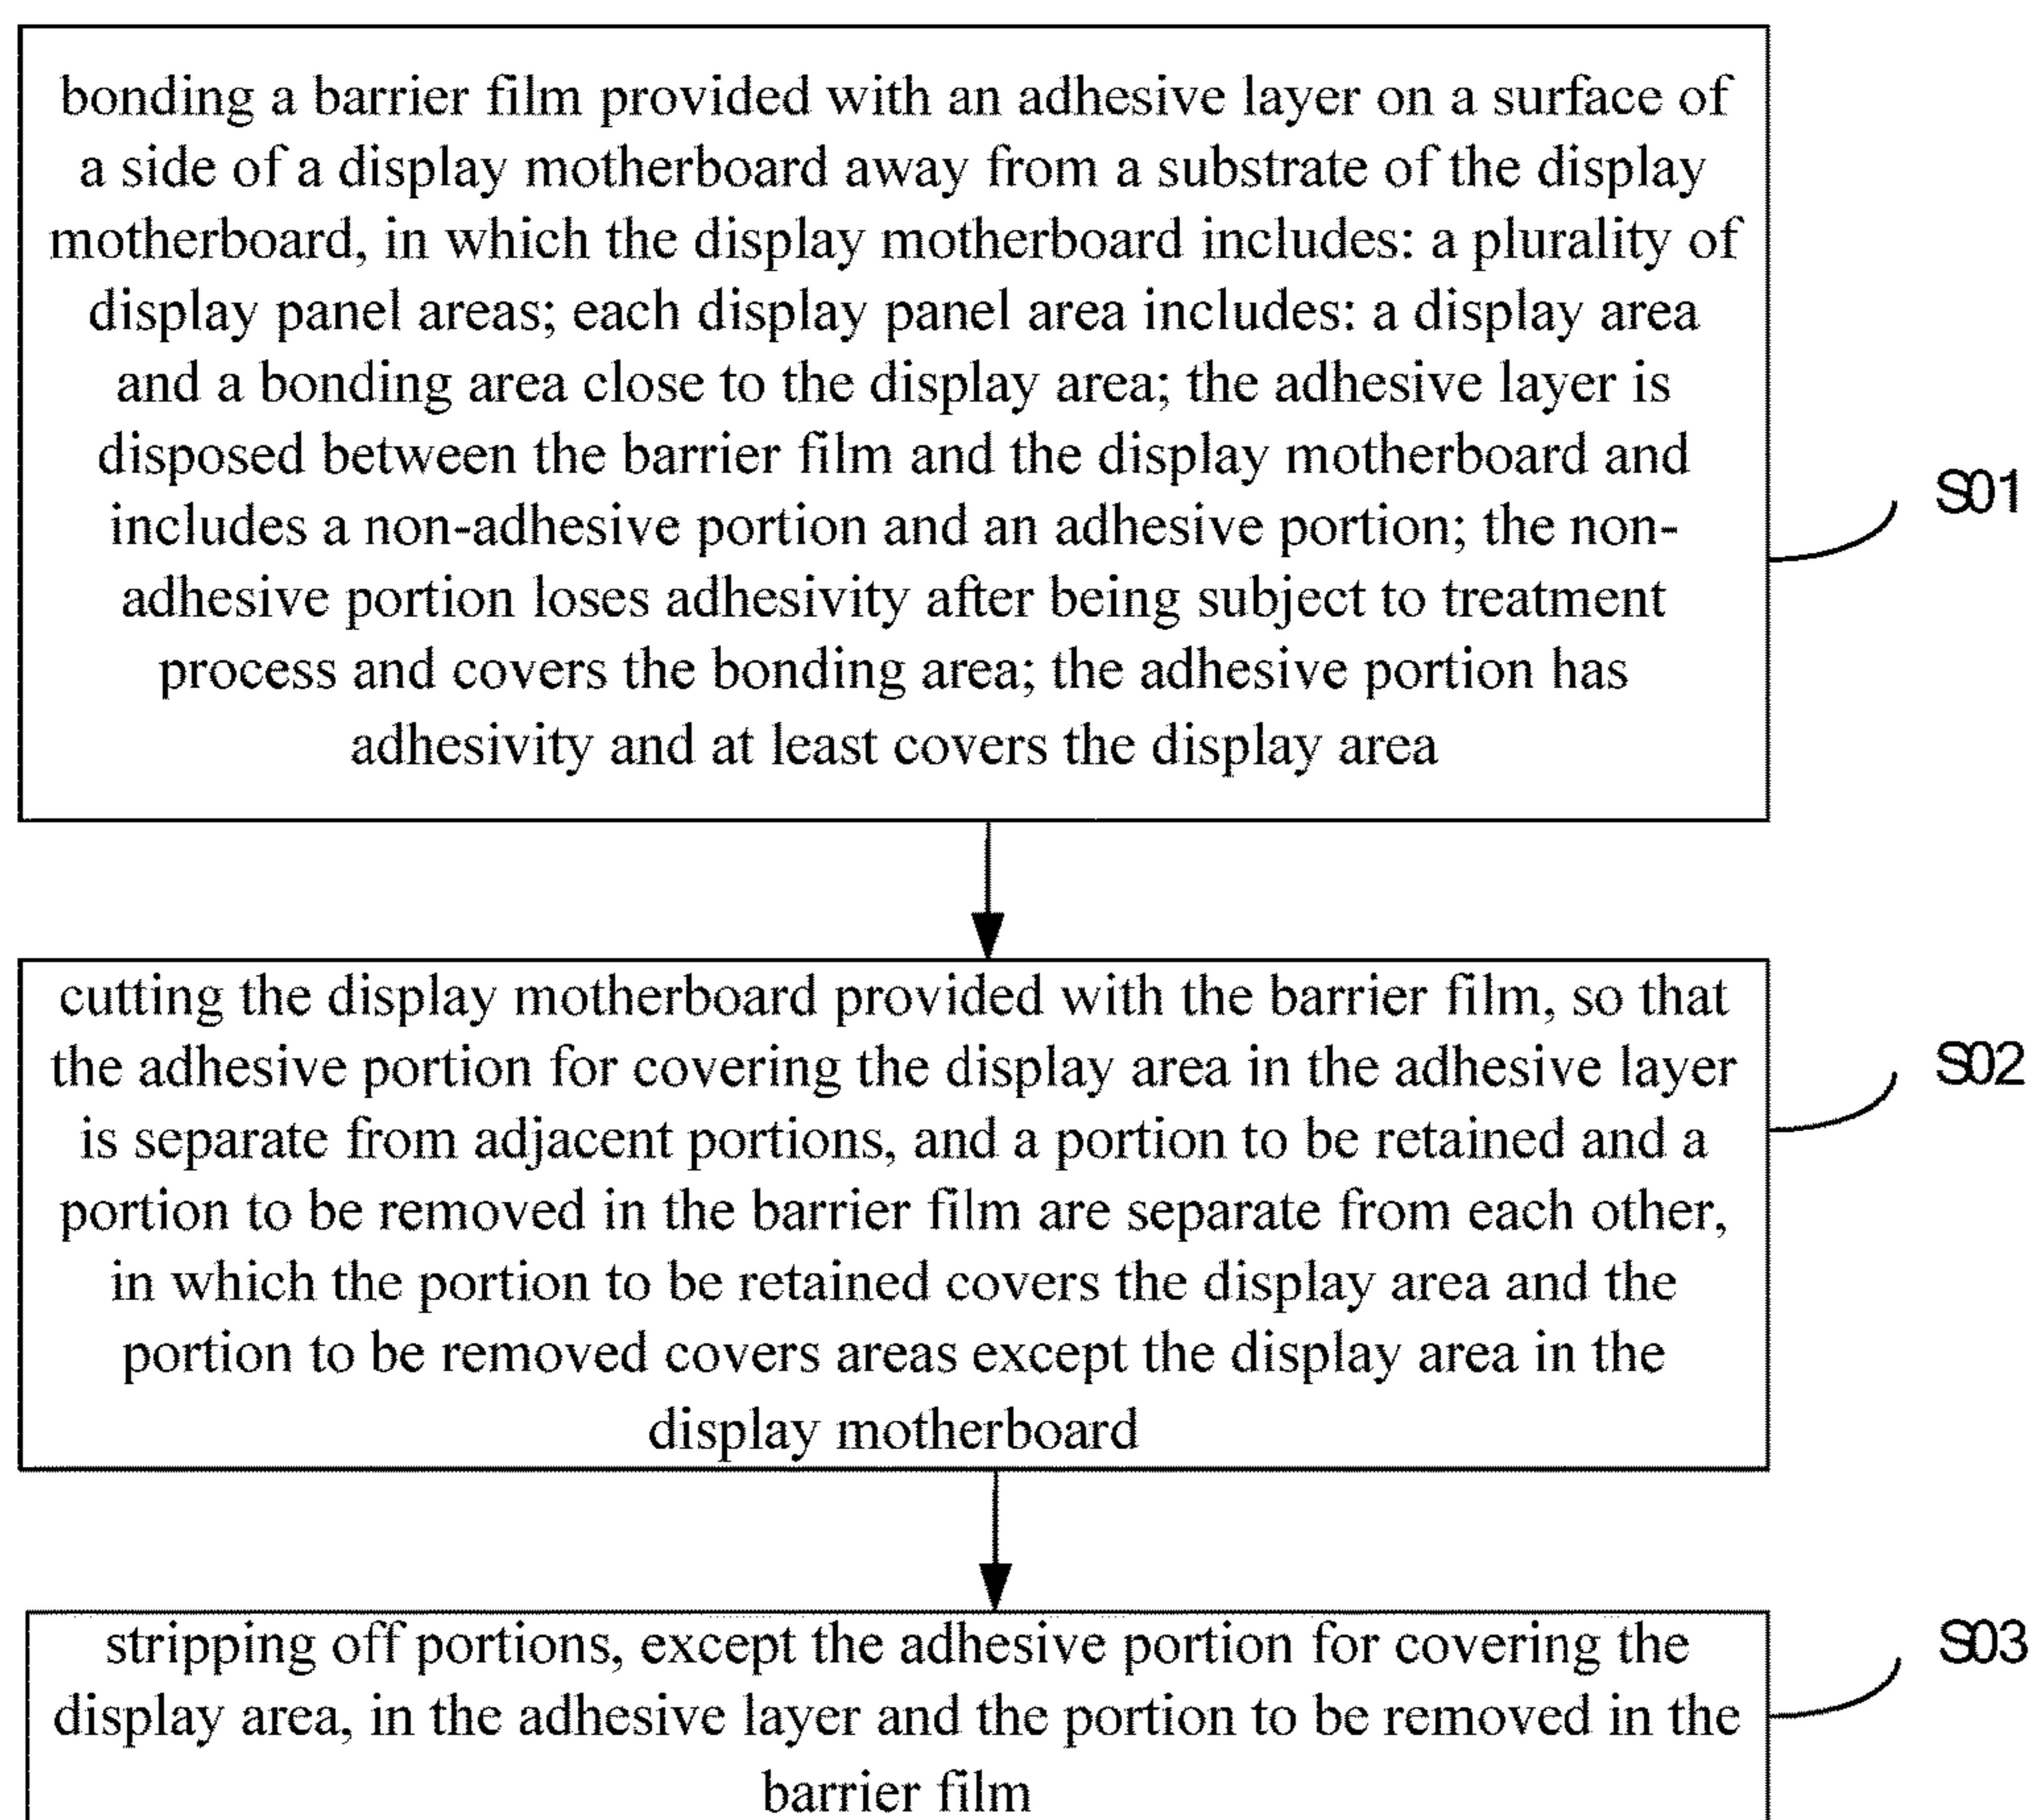 bonding a barrier film provided with an adhesive layer on a surface of
a side of a display motherboard away from a substrate of the display
motherboard, in which the display motherboard includes: a plurality of
display panel areas; each display panel area includes: a display area
and a bonding area close to the display area; the adhesive layer is
disposed between the barrier film and the display motherboard and
includes a non-adhesive portion and an adhesive portion; the non-
adhesive portion loses adhesivity after being subject to treatment
process and covers the bonding area; the adhesive portion has
adhesivity and at least covers the display area
S01
cutting the display motherboard provided with the barrier film, so that
the adhesive portion for covering the display area in the adhesive layer
is separate from adjacent portions, and a portion to be retained and a
portion to be removed in the barrier film are separate from each other,
in which the portion to be retained covers the display area and the
portion to be removed covers areas except the display area in the
display motherboard
S02
stripping off portions, except the adhesive portion for covering the
display area, in the adhesive layer and the portion to be removed in the
barrier film
S03